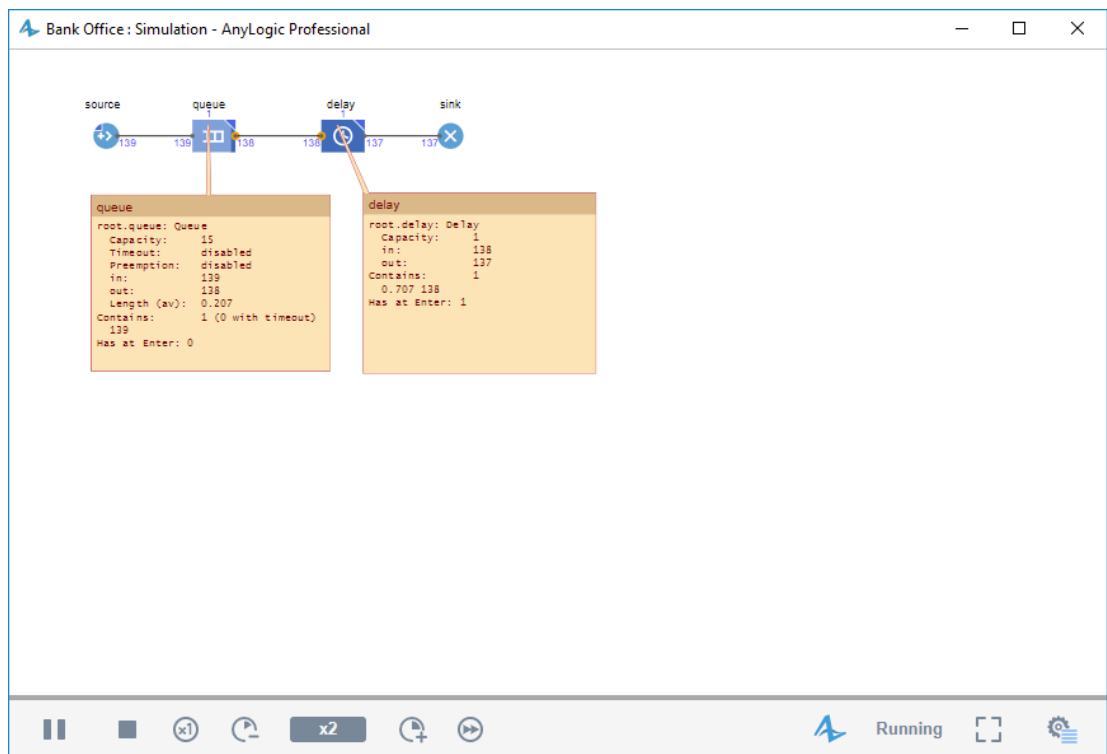 Bank Office : Simulation - AnyLogic Professional
source queue delay sink
1 1
139 139 138 138 137 137
queue
root.queue: Queue
Capacity: 15
Timeout: disabled
Preemption: disabled
in: 139
out: 138
Length (av): 0.207
Contains: 1 (0 with timeout)
139
Has at Enter: 0
delay
root.delay: Delay
Capacity: 1
in: 138
out: 137
Contains: 1
0.707 138
Has at Enter: 1
x1 x2 Running